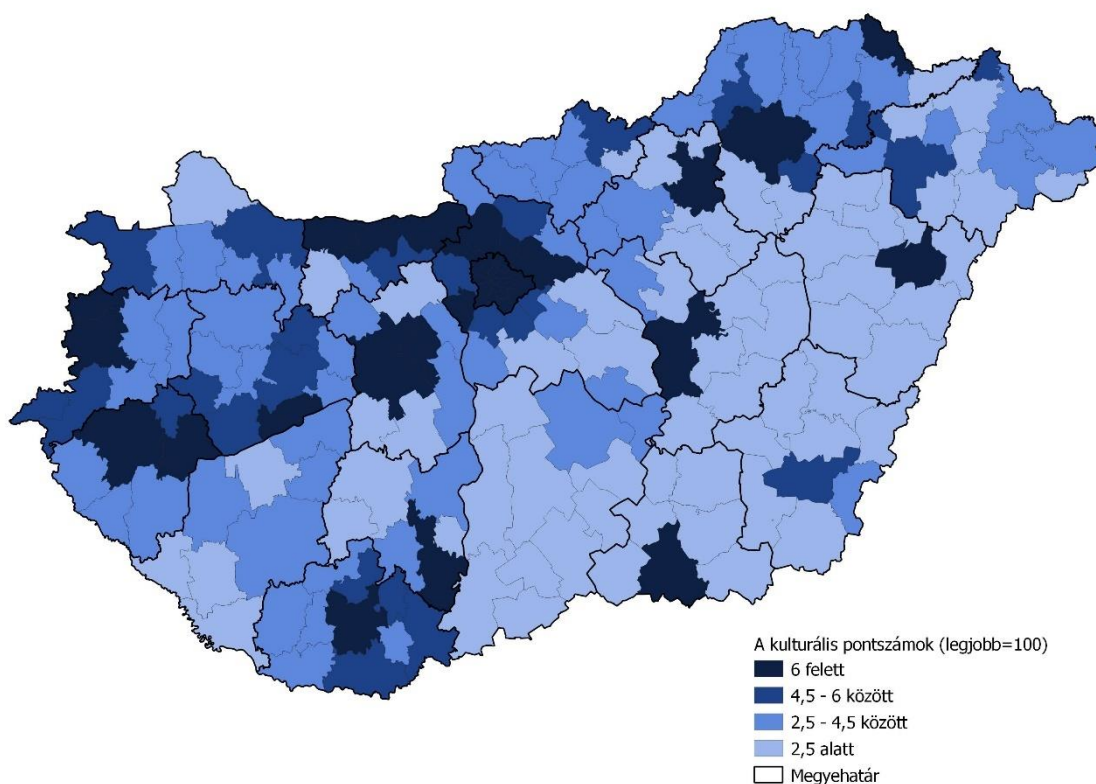 A kulturális pontszámok (legjobb=100)
6 felett
4,5 - 6 között
2,5 - 4,5 között
2,5 alatt
Megyehatár